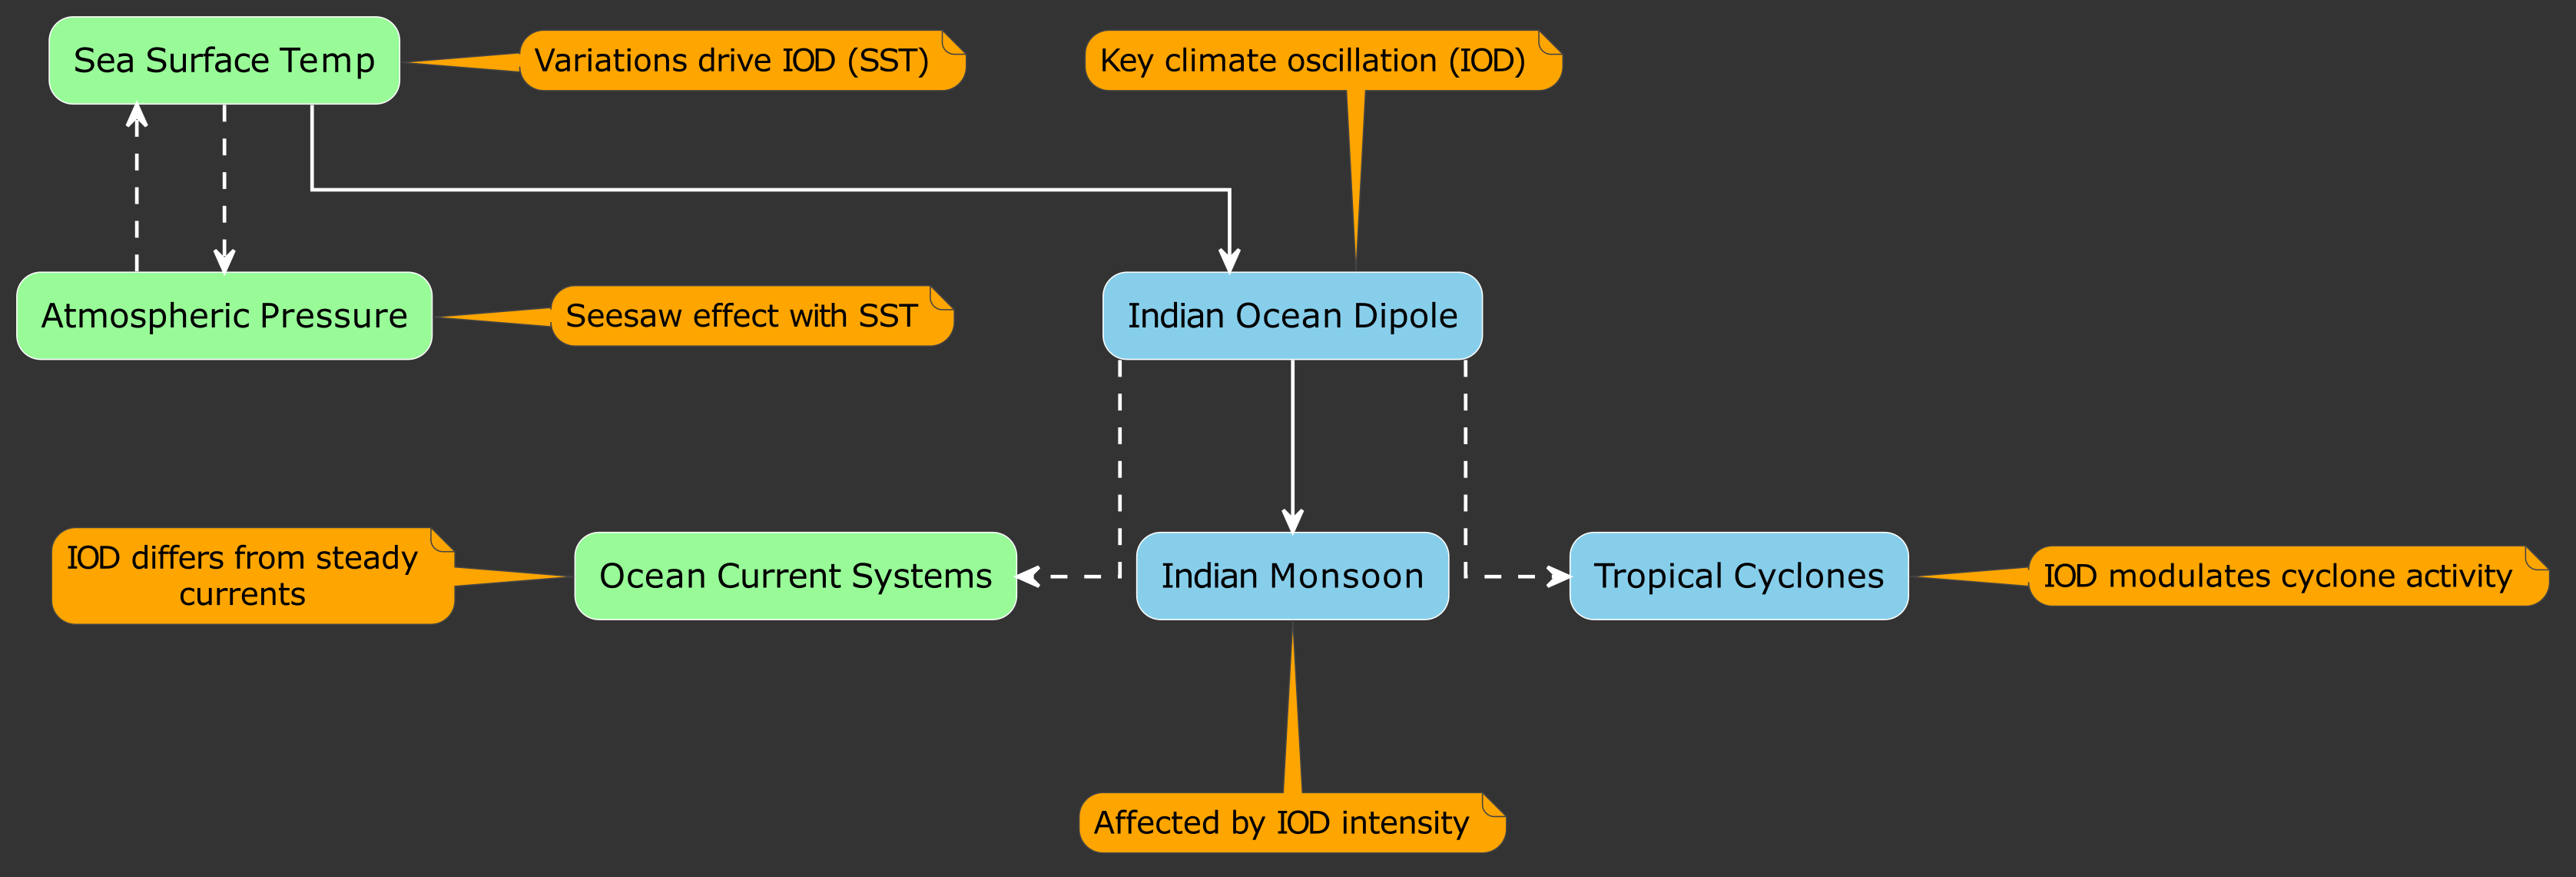 Sea Surface Temp
Variations drive IOD (SST)
Key climate oscillation (IOD)
Atmospheric Pressure
Seesaw effect with SST
Indian Ocean Dipole
IOD differs from steady
currents
Ocean Current Systems
Indian Monsoon
Tropical Cyclones
IOD modulates cyclone activity
Affected by IOD intensity